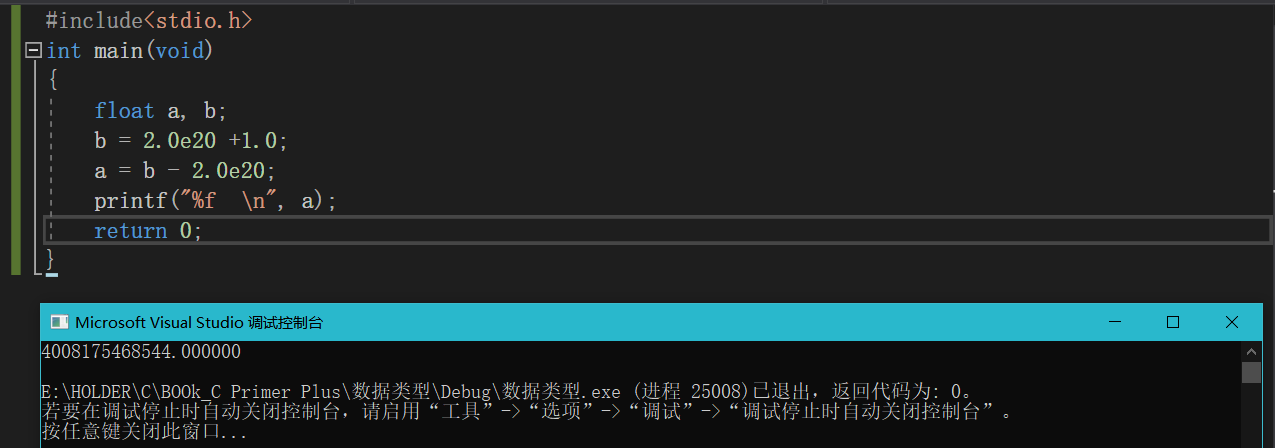 #include<stdio.h>
int main(void)
{
float a, b;
b = 2.0e20 +1.0;
a = b - 2.0e20;
printf("%f  \n", a);
return 0;
}
Microsoft Visual Studio 调试控制台
4008175468544.000000
E:\HOLDER\C\BOOk_C Primer Plus\数据类型\Debug\数据类型.exe (进程 25008)已退出，返回代码为: 0。
若要在调试停止时自动关闭控制台，请启用“工具”->“选项”->“调试”->“调试停止时自动关闭控制台”。
按任意键关闭此窗口...